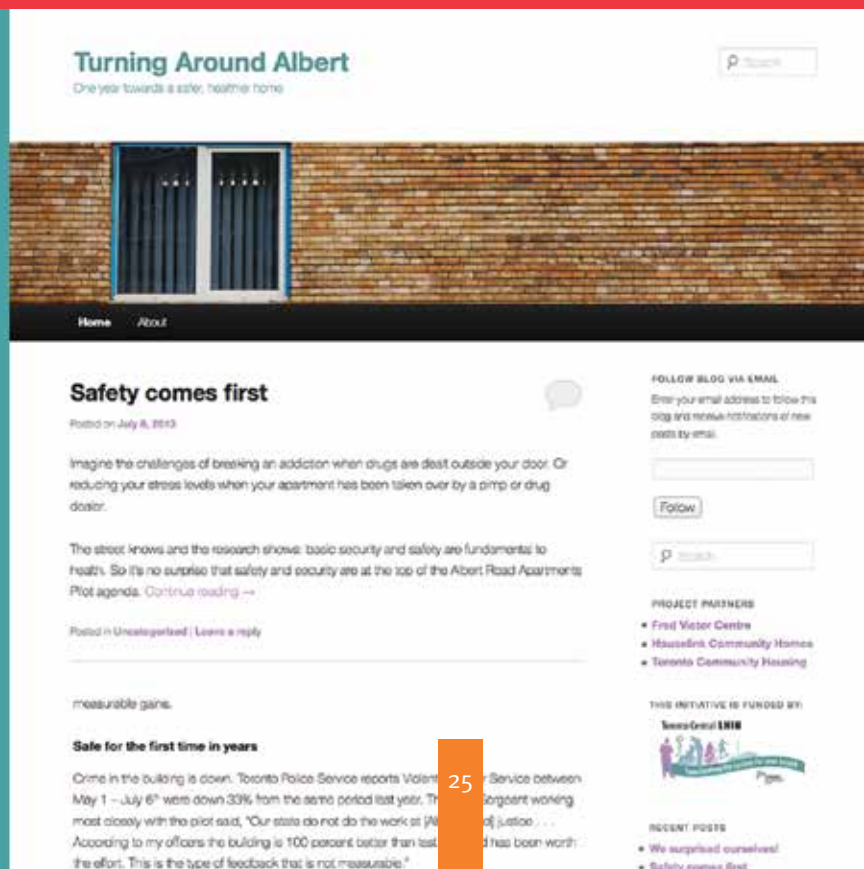 Turning Around Albert
One year towards a safer, healthier home
Search
Home About
Safety comes first
Posted on July 8, 2013
Imagine the challenges of breaking an addiction when drugs are dealt outside your door. Or
reducing your stress levels when your apartment has been taken over by a pimp or drug
dealer.
The street knows and the research shows: basic security and safety are fundamental to
health. So it's no surprise that safety and security are at the top of the Albert Road Apartments
Pilot agenda. Continue reading →
Posted in Uncategorised | Leave a reply
measurable gains.
Safe for the first time in years
Crime in the building is down. Toronto Police Service reports Violent Service between
May 1 – July 6th were down 33% from the same period last year. Sergeant working
most closely with the pilot said, "Our stats do not do the work at justice . . .
According to my officers the building is 100 percent better than last has been worth
the effort. This is the type of feedback that is not measurable."
25
FOLLOW BLOG VIA EMAIL
Enter your email address to follow this
blog and receive notifications of new
posts by email.
Follow
Search
PROJECT PARTNERS
Fred Victor Centre
Houselink Community Homes
Toronto Community Housing
THIS INITIATIVE IS FUNDED BY:
Toronto Central LHIN
RECENT POSTS
We surprised ourselves!
Safety comes first